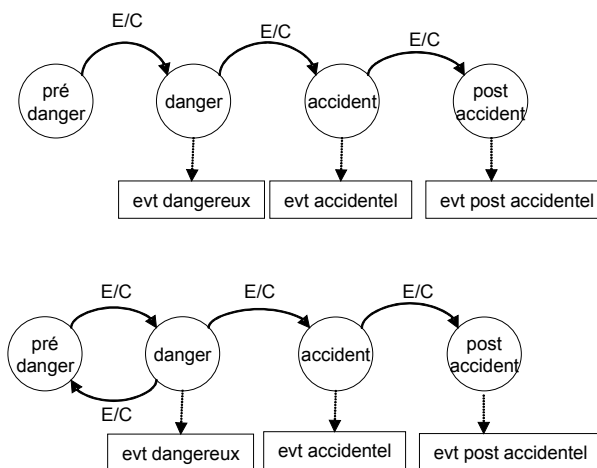 E/C
E/C
E/C
pré
danger
danger
accident
post
accident
evt dangereux
evt accidentel
evt post accidentel
E/C
E/C
E/C
pré
danger
danger
accident
post
accident
E/C
evt dangereux
evt accidentel
evt post accidentel